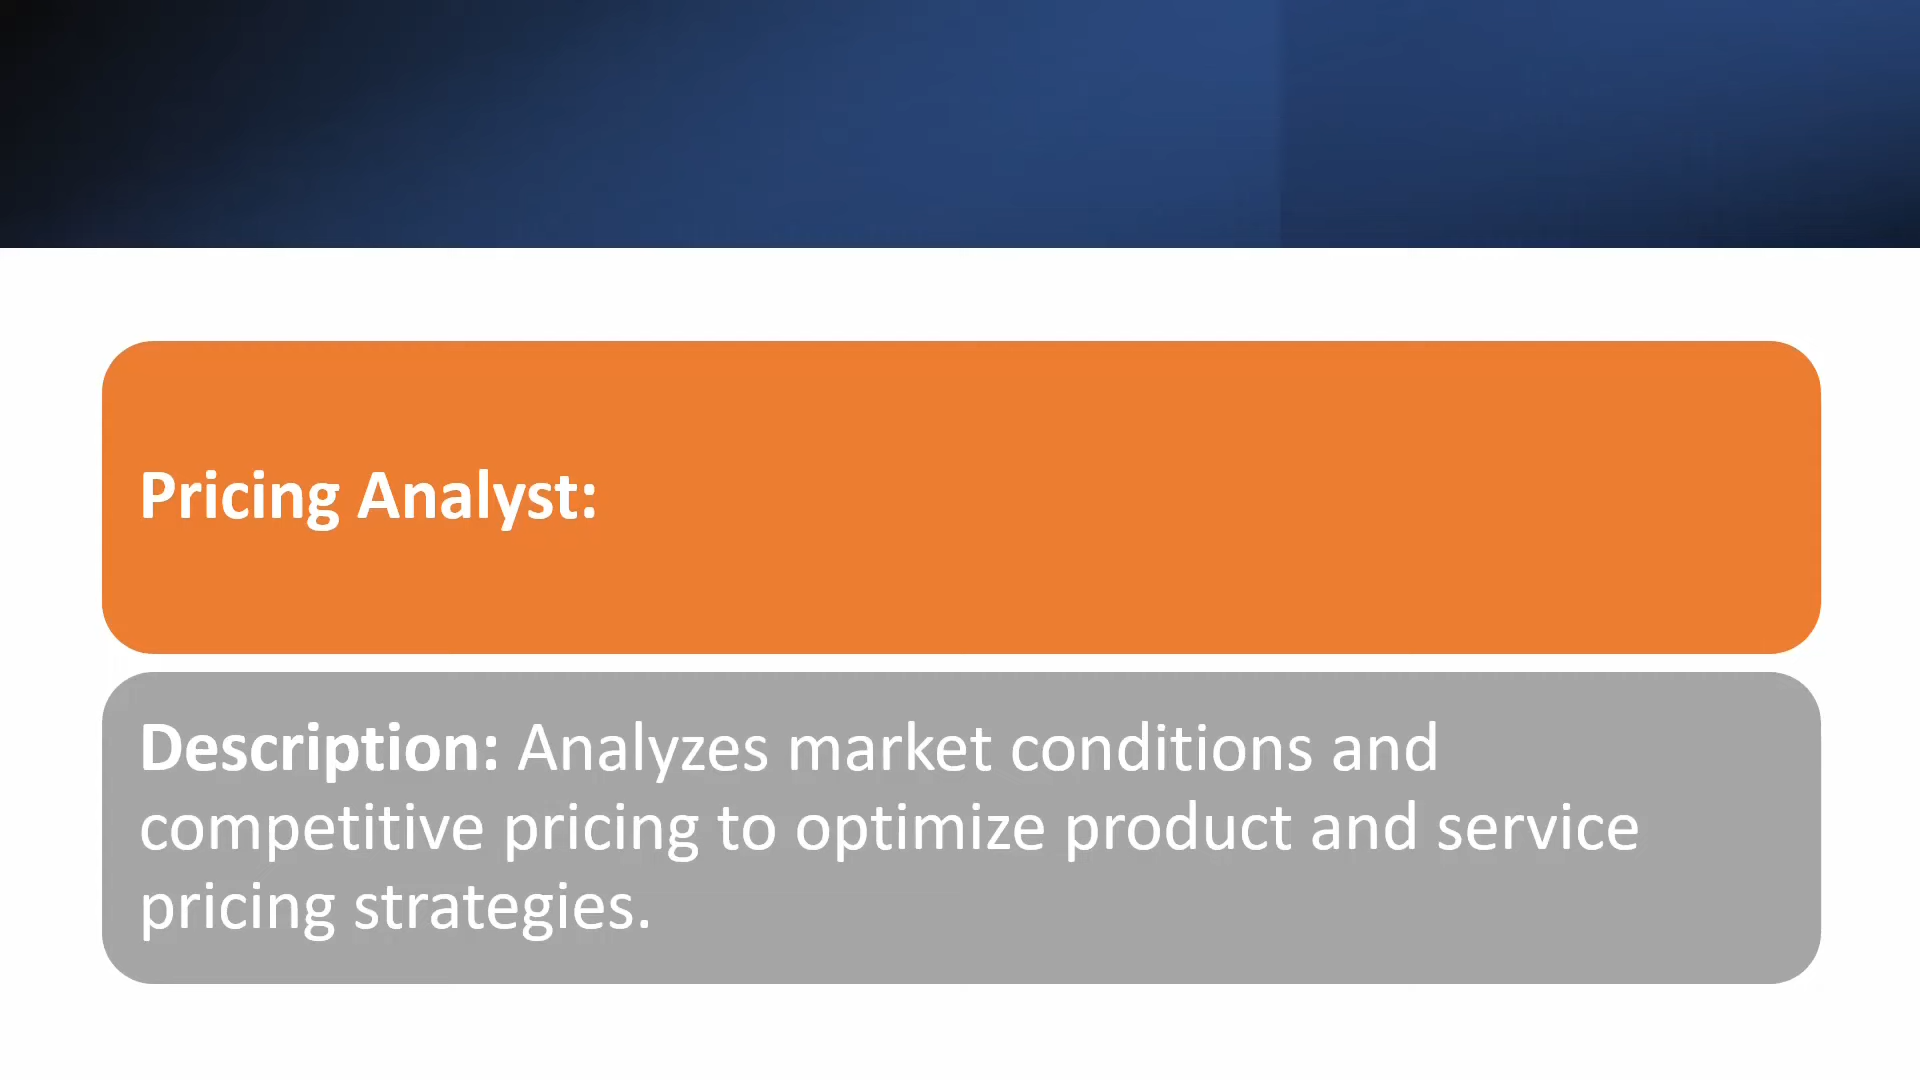 Pricing Analyst:
Description: Analyzes market conditions and
competitive pricing to optimize product and service
pricing strategies.